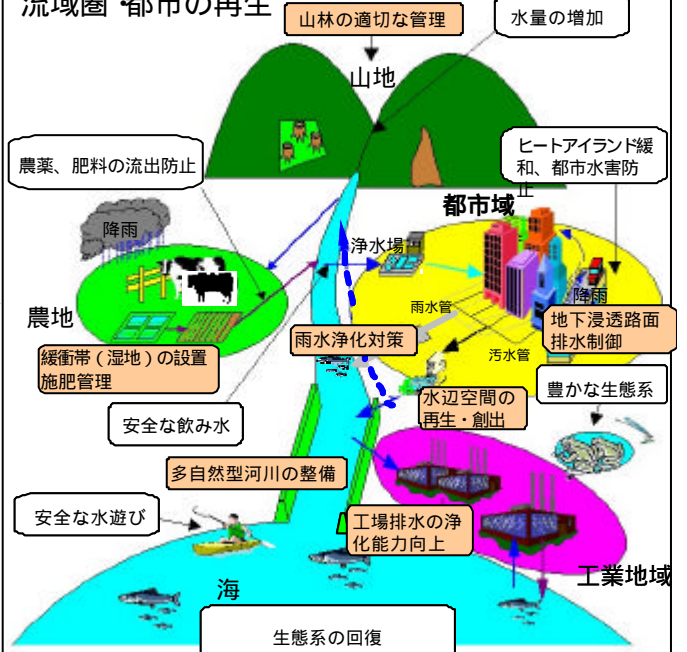 流域圏・都市の再生
山林の適切な管理
水量の増加
山地
農薬、肥料の流出防止
ヒートアイランド緩
和、都市水害防
止
都市域
降雨
浄水場
降雨
雨水管
農地
雨水浄化対策
地下浸透路面
排水制御
汚水管
緩衝帯(湿地)の設置
施肥管理
豊かな生態系
水辺空間の
再生・創出
安全な飲み水
多自然型河川の整備
安全な水遊び
工場排水の浄
化能力向上
工業地域
海
生態系の回復